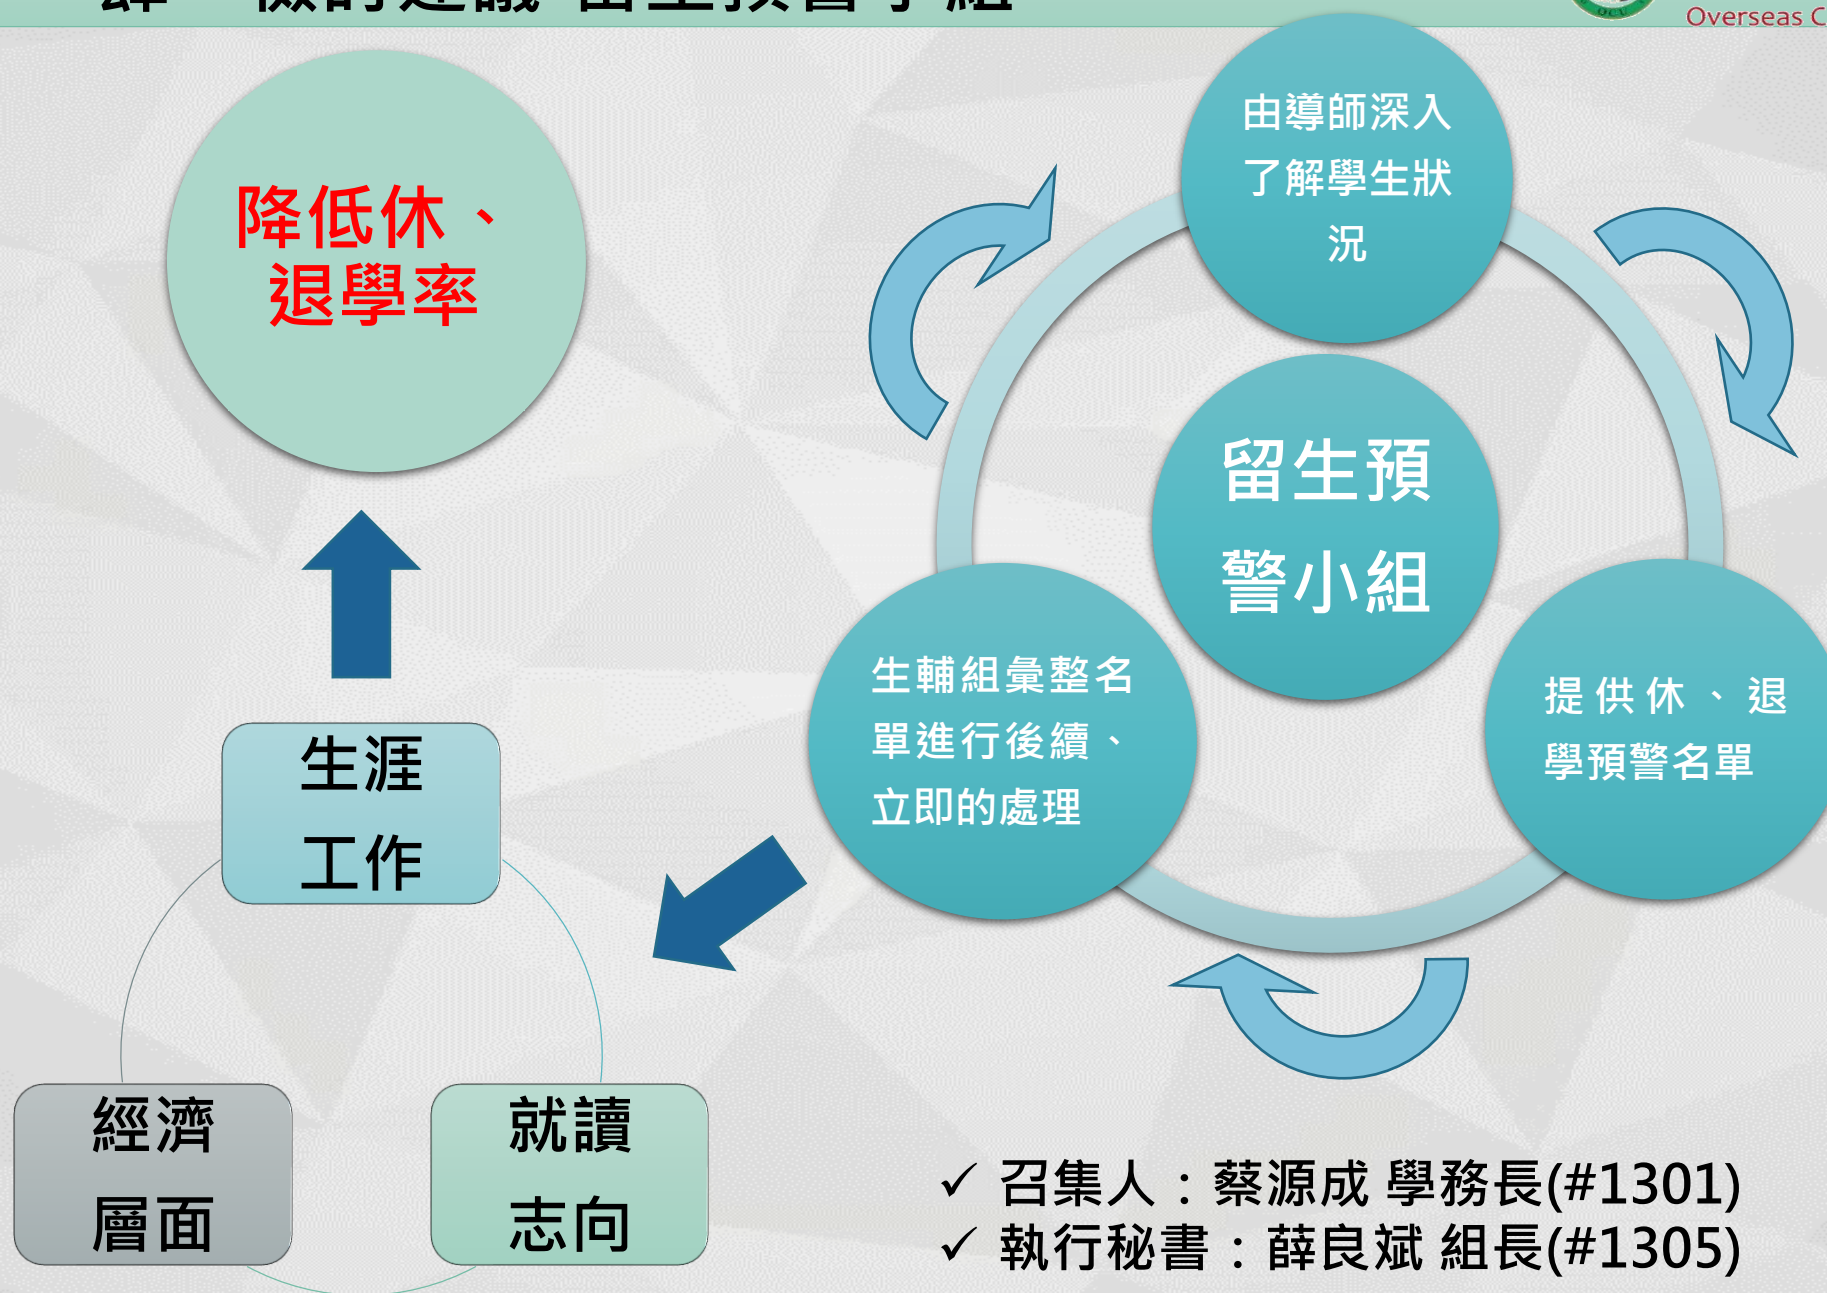 Overseas C
降低休、
退學率
由導師深入
了解學生狀
況
留生預
警小組
生輔組彙整名
單進行後續、
立即的處理
提供休、退
學預警名單
生涯
工作
經濟
層面
就讀
志向
✓ 召集人：蔡源成 學務長(#1301)
✓ 執行秘書：薛良斌 組長(#1305)